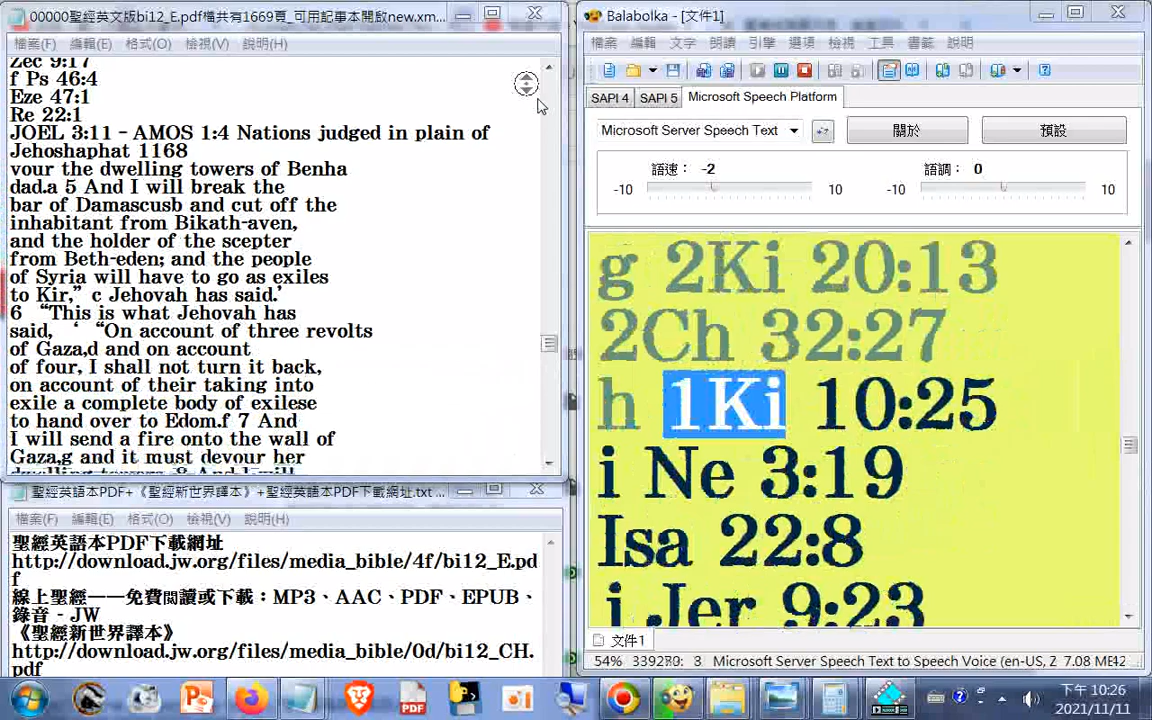 00000聖經英文版bi12_E.pdf檔共有1669頁_可用記事本開啟new.xm...
檔案(F) 編輯(E) 格式(O) 檢視(V) 說明(H)
Zec 9:17
f Ps 46:4
Eze 47:1
Re 22:1
JOEL 3:11 – AMOS 1:4 Nations judged in plain of
Jehoshaphat 1168
vour the dwelling towers of Benha
dad.a 5 And I will break the
bar of Damascusb and cut off the
inhabitant from Bikath-aven,
and the holder of the scepter
from Beth-eden; and the people
of Syria will have to go as exiles
to Kir,” c Jehovah has said.’
6 “This is what Jehovah has
said, ‘ “On account of three revolts
of Gaza,d and on account
of four, I shall not turn it back,
on account of their taking into
exile a complete body of exilese
to hand over to Edom.f 7 And
I will send a fire onto the wall of
Gaza,g and it must devour her
dwelling towers. 8 And I will
聖經英語本PDF+《聖經新世界譯本》+聖經英語本PDF下載網址.txt ...
檔案(F) 編輯(E) 格式(O) 檢視(V) 說明(H)
聖經英語本PDF下載網址
http://download.jw.org/files/media_bible/4f/bi12_E.pd
f
線上聖經——免費閱讀或下載：MP3、AAC、PDF、EPUB、
錄音 - JW
《聖經新世界譯本》
http://download.jw.org/files/media_bible/0d/bi12_CH.
pdf
Balabolka - [文件1]
檔案 編輯 文字 朗讀 引擎 選項 檢視 工具 書籤 說明
SAPI 4 SAPI 5 Microsoft Speech Platform
Microsoft Server Speech Text 關於 預設
語速： -2 語調： 0
-10 10 -10 10
g 2Ki 20:13
2Ch 32:27
h 1Ki 10:25
i Ne 3:19
Isa 22:8
j Jer 9:23
文件1
54% Microsoft Server Speech Text to Speech Voice (en-US, Z 7.08 ME
下午 10:26
2021/11/11